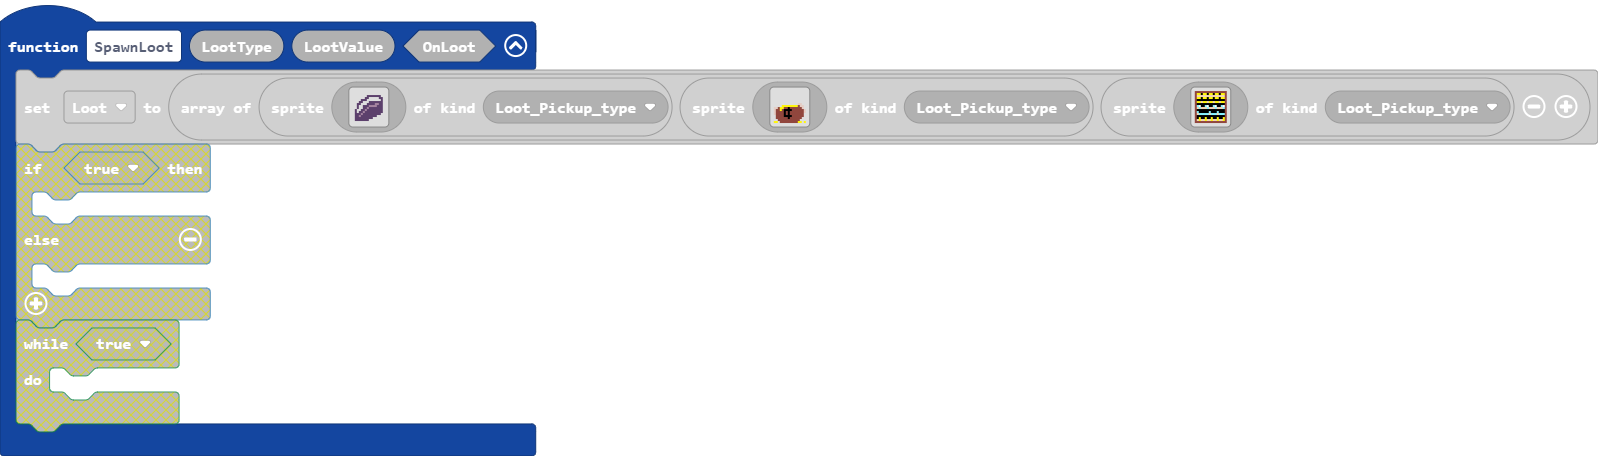 function SpawnLoot LootType LootValue OnLoot
set Loot to array of sprite of kind Loot_Pickup_type sprite of kind Loot_Pickup_type sprite of kind Loot_Pickup_type
if true then
else
while true
do